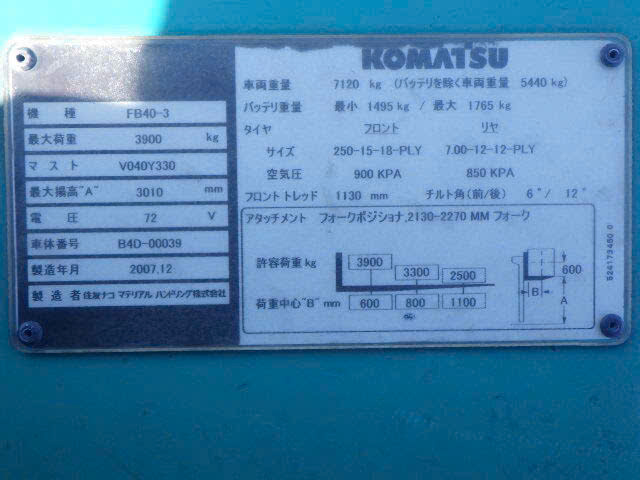 KOMATSU
機種 FB40-3
最大荷重 3900 kg
マスト V040Y330
最大揚高"A" 3010 mm
電圧 72 V
車体番号 B4D-00039
製造年月 2007.12
製造者 住友ナコ マテリアル ハンドリング株式会社
車両重量 7120 kg (バッテリを除く車両重量 5440 kg)
バッテリ重量 最小 1495 kg / 最大 1765 kg
タイヤ フロント リヤ
サイズ 250-15-18-PLY 7.00-12-12-PLY
空気圧 900 KPA 850 KPA
フロント トレッド 1130 mm チルト角(前/後) 6°/ 12°
アタッチメント フォークポジショナ,2130-2270 MM フォーク
許容荷重 kg 3900 3300 2500
荷重中心"B" mm 600 800 1100
600
B
A
524173450 0